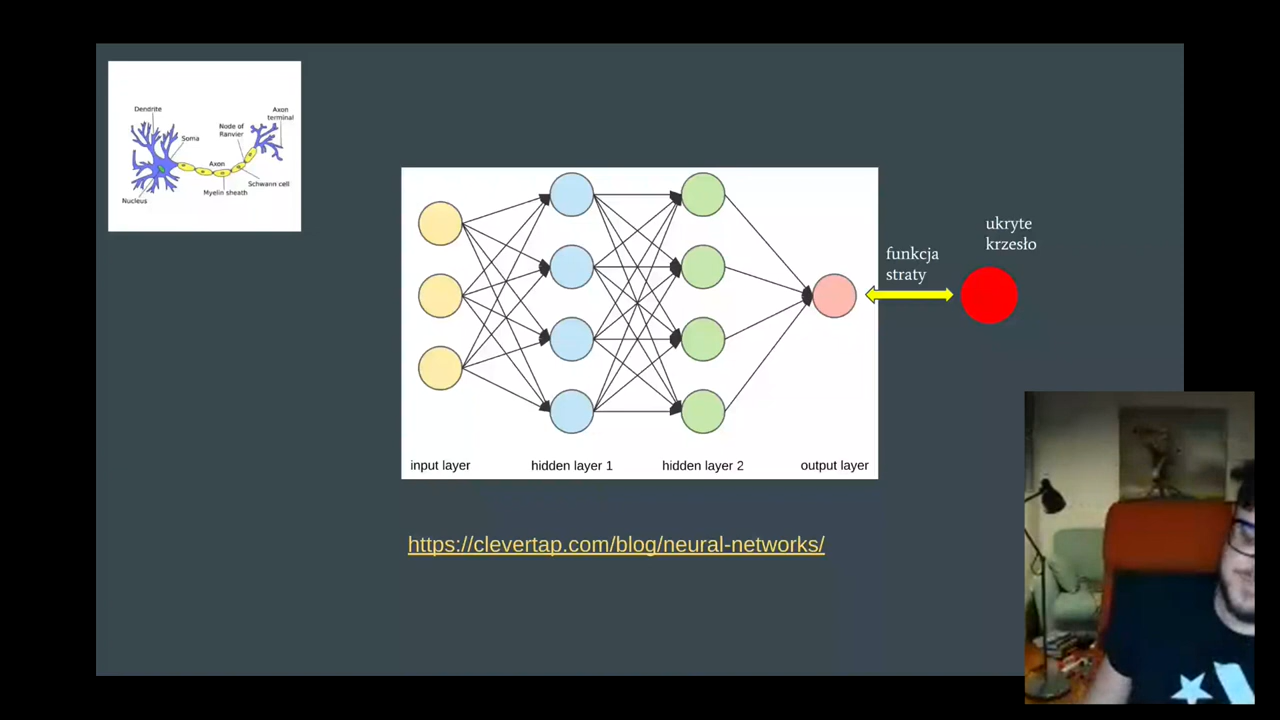 Dendrite
Axon
terminal
Node of
Ranvier
Soma
Axon
Schwann cell
Myelin sheath
Nucleus
ukryte
krzesło
funkcja
straty
input layer
hidden layer 1
hidden layer 2
output layer
https://clevertap.com/blog/neural-networks/